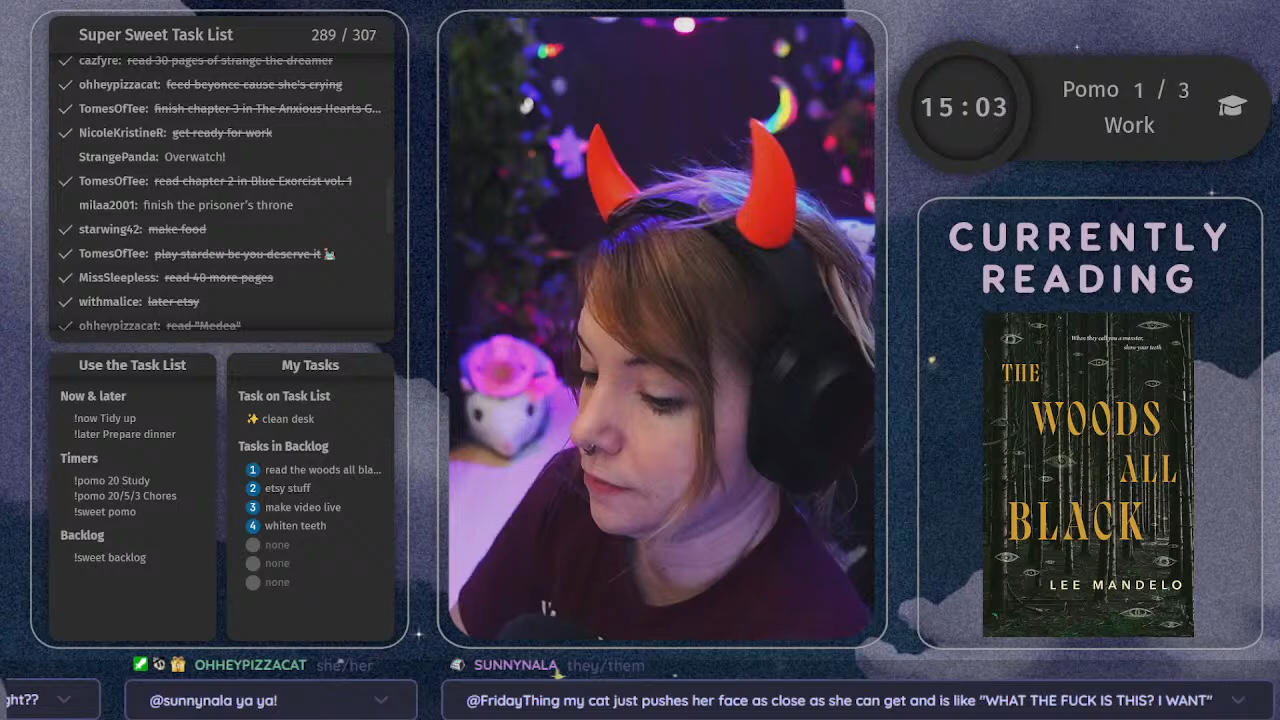 Super Sweet Task List 289 / 307
cazfyre: read 30 pages of strange the dreamer
ohheypizzacat: feed beyonce cause she's crying
TomesOfTee: finish chapter 3 in The Anxious Hearts G...
NicoleKristineR: get ready for work
StrangePanda: Overwatch!
TomesOfTee: read chapter 2 in Blue Exorcist vol. 1
milaa2001: finish the prisoner's throne
starwing42: make food
TomesOfTee: play stardew be you deserve it
MissSleepless: read 40 more pages
withmalice: later etsy
ohheypizzacat: read "Medea"
Use the Task List
Now & later
!now Tidy up
!later Prepare dinner
Timers
!pomo 20 Study
!pomo 20/5/3 Chores
!sweet pomo
Backlog
!sweet backlog
My Tasks
Task on Task List
✨ clean desk
Tasks in Backlog
1 read the woods all bla...
2 etsy stuff
3 make video live
4 whiten teeth
none
none
none
15:03
Pomo 1 / 3
Work
CURRENTLY
READING
When they call you a monster,
show your teeth
THE
WOODS
ALL
BLACK
LEE MANDELO
OHHEYPIZZACAT she/her
SUNNYNALA they/them
ght??
@sunnynala ya ya!
@FridayThing my cat just pushes her face as close as she can get and is like "WHAT THE FUCK IS THIS? I WANT"